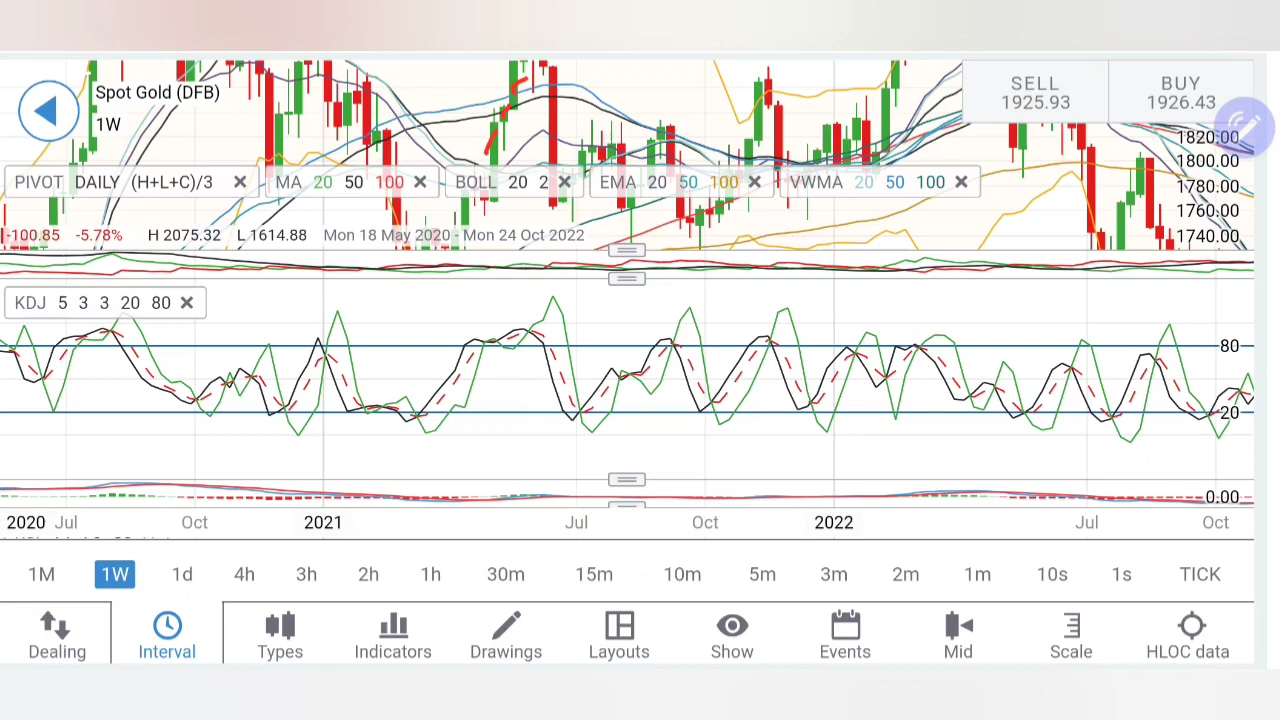 Spot Gold (DFB)
1W
SELL
1925.93
BUY
1926.43
1820.00
1800.00
1780.00
1760.00
1740.00
PIVOT DAILY (H+L+C)/3
MA 20 50 100
BOLL 20 2
EMA 20 50 100
VWMA 20 50 100
-100.85 -5.78% H 2075.32 L 1614.88 Mon 18 May 2020 - Mon 24 Oct 2022
KDJ 5 3 3 20 80
80
20
0.00
2020 Jul Oct 2021 Jul Oct 2022 Jul Oct
1M 1W 1d 4h 3h 2h 1h 30m 15m 10m 5m 3m 2m 1m 10s 1s TICK
Dealing Interval Types Indicators Drawings Layouts Show Events Mid Scale HLOC data